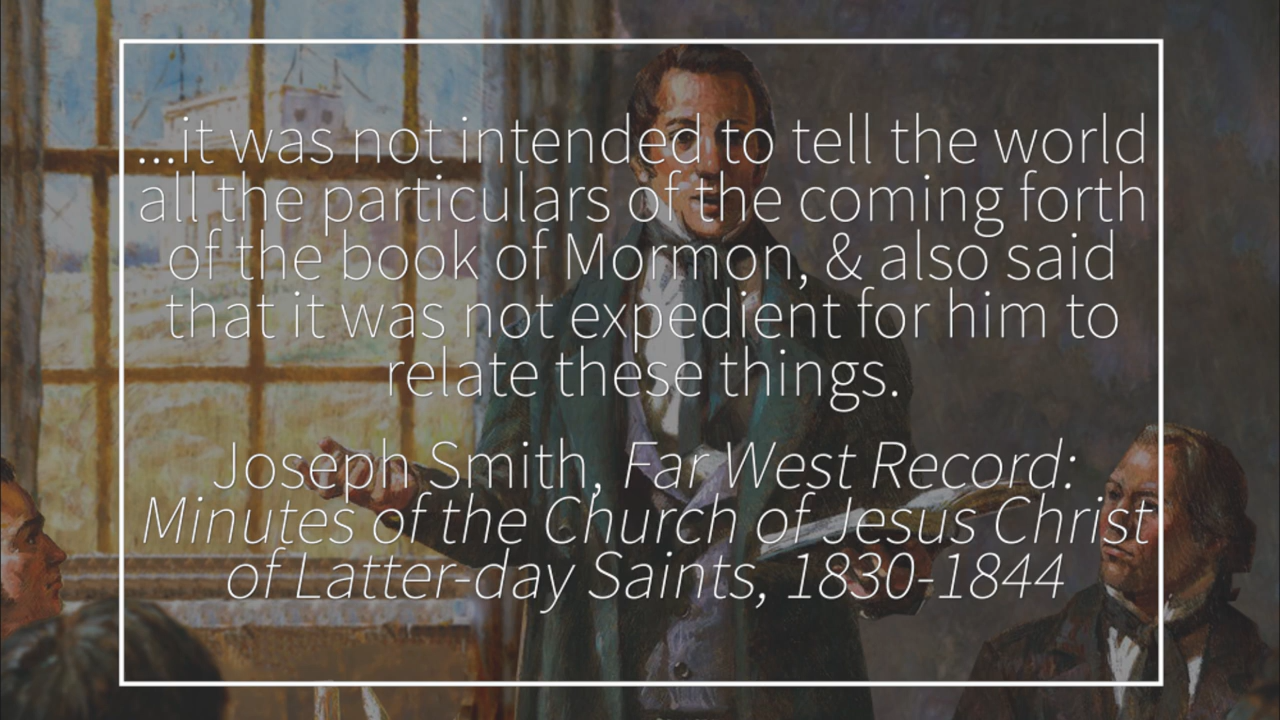 ...it was not intended to tell the world
all the particulars of the coming forth
of the book of Mormon, & also said
that it was not expedient for him to
relate these things.
Joseph Smith, Far West Record:
Minutes of the Church of Jesus Christ
of Latter-day Saints, 1830-1844